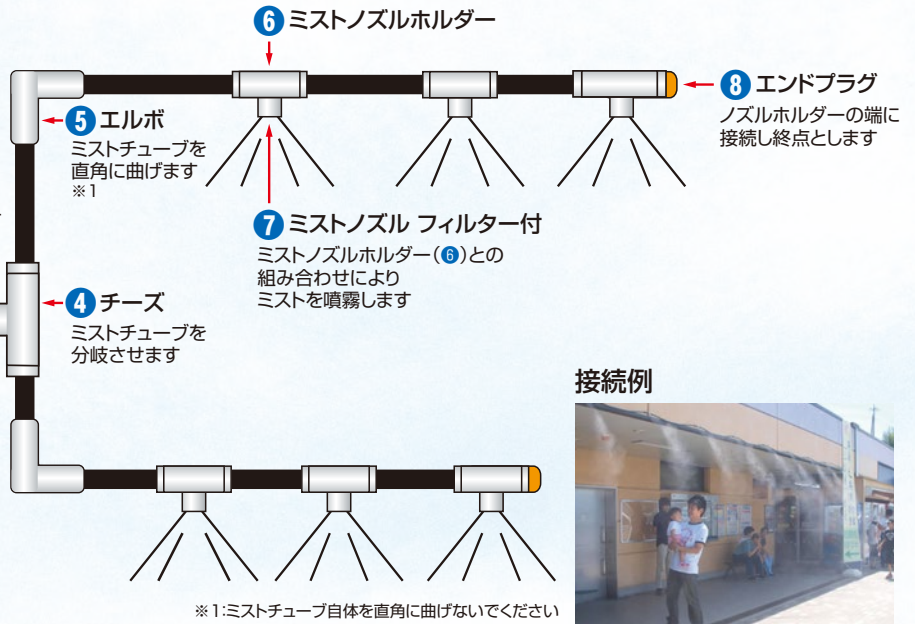 ⑥ ミストノズルホルダー
⑧ エンドプラグ
ノズルホルダーの端に
接続し終点とします
⑤ エルボ
ミストチューブを
直角に曲げます
※1
⑦ ミストノズル フィルター付
ミストノズルホルダー(⑥)との
組み合わせにより
ミストを噴霧します
④ チーズ
ミストチューブを
分岐させます
接続例
※1:ミストチューブ自体を直角に曲げないでください